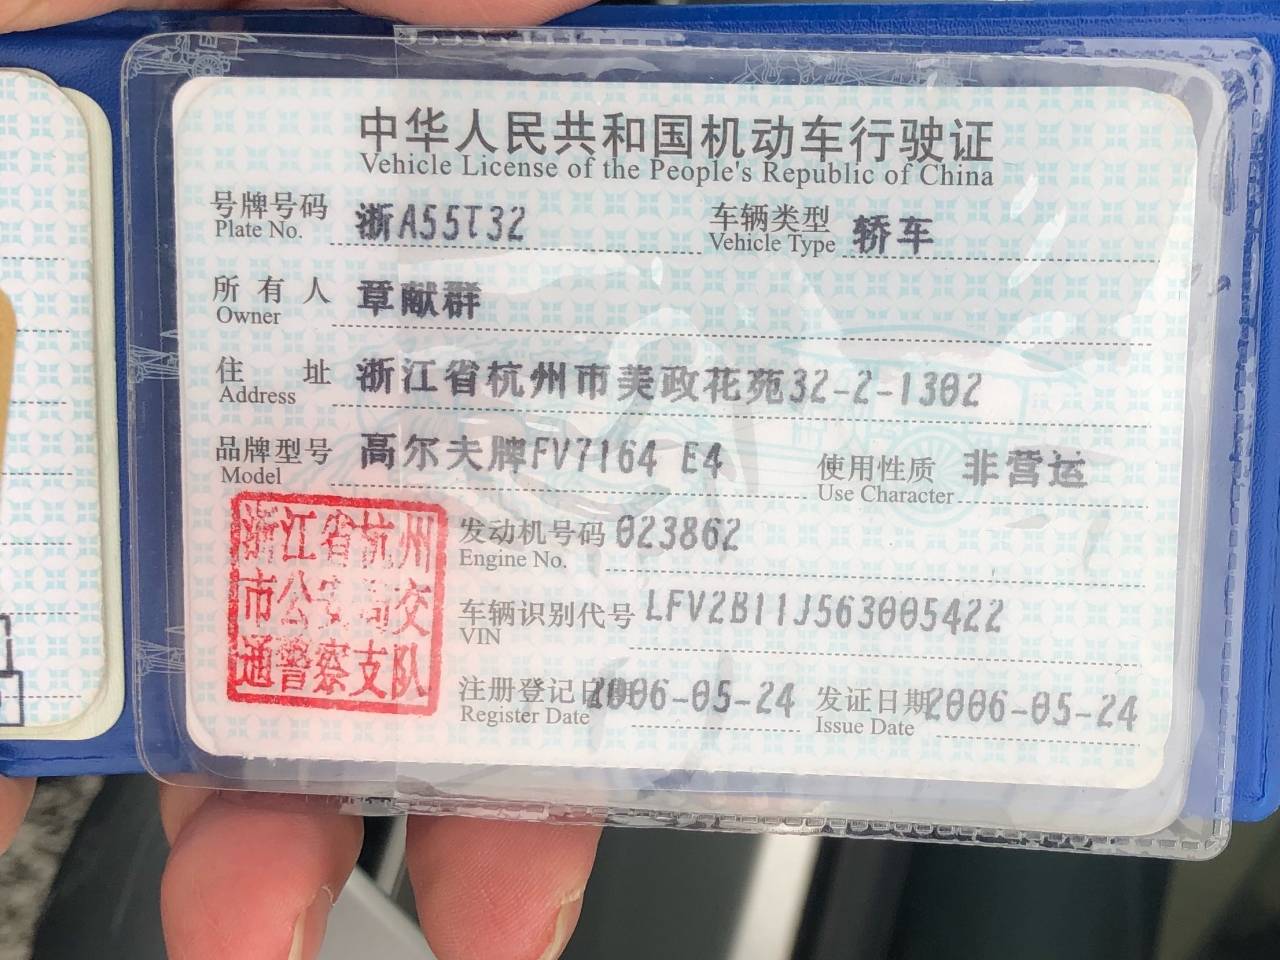 中华人民共和国机动车行驶证
Vehicle License of the People's Republic of China
号牌号码 浙A55T32 车辆类型 轿车
Plate No. Vehicle Type
所有人 章献群
Owner
住址 浙江省杭州市美政花苑32-2-1302
Address
品牌型号 高尔夫牌FV7164 E4 使用性质 非营运
Model Use Character
浙江省杭州
市公安局交
通警察支队
发动机号码 023862
Engine No.
车辆识别代号 LFV2B11J563005422
VIN
注册登记日期 2006-05-24 发证日期 2006-05-24
Register Date Issue Date